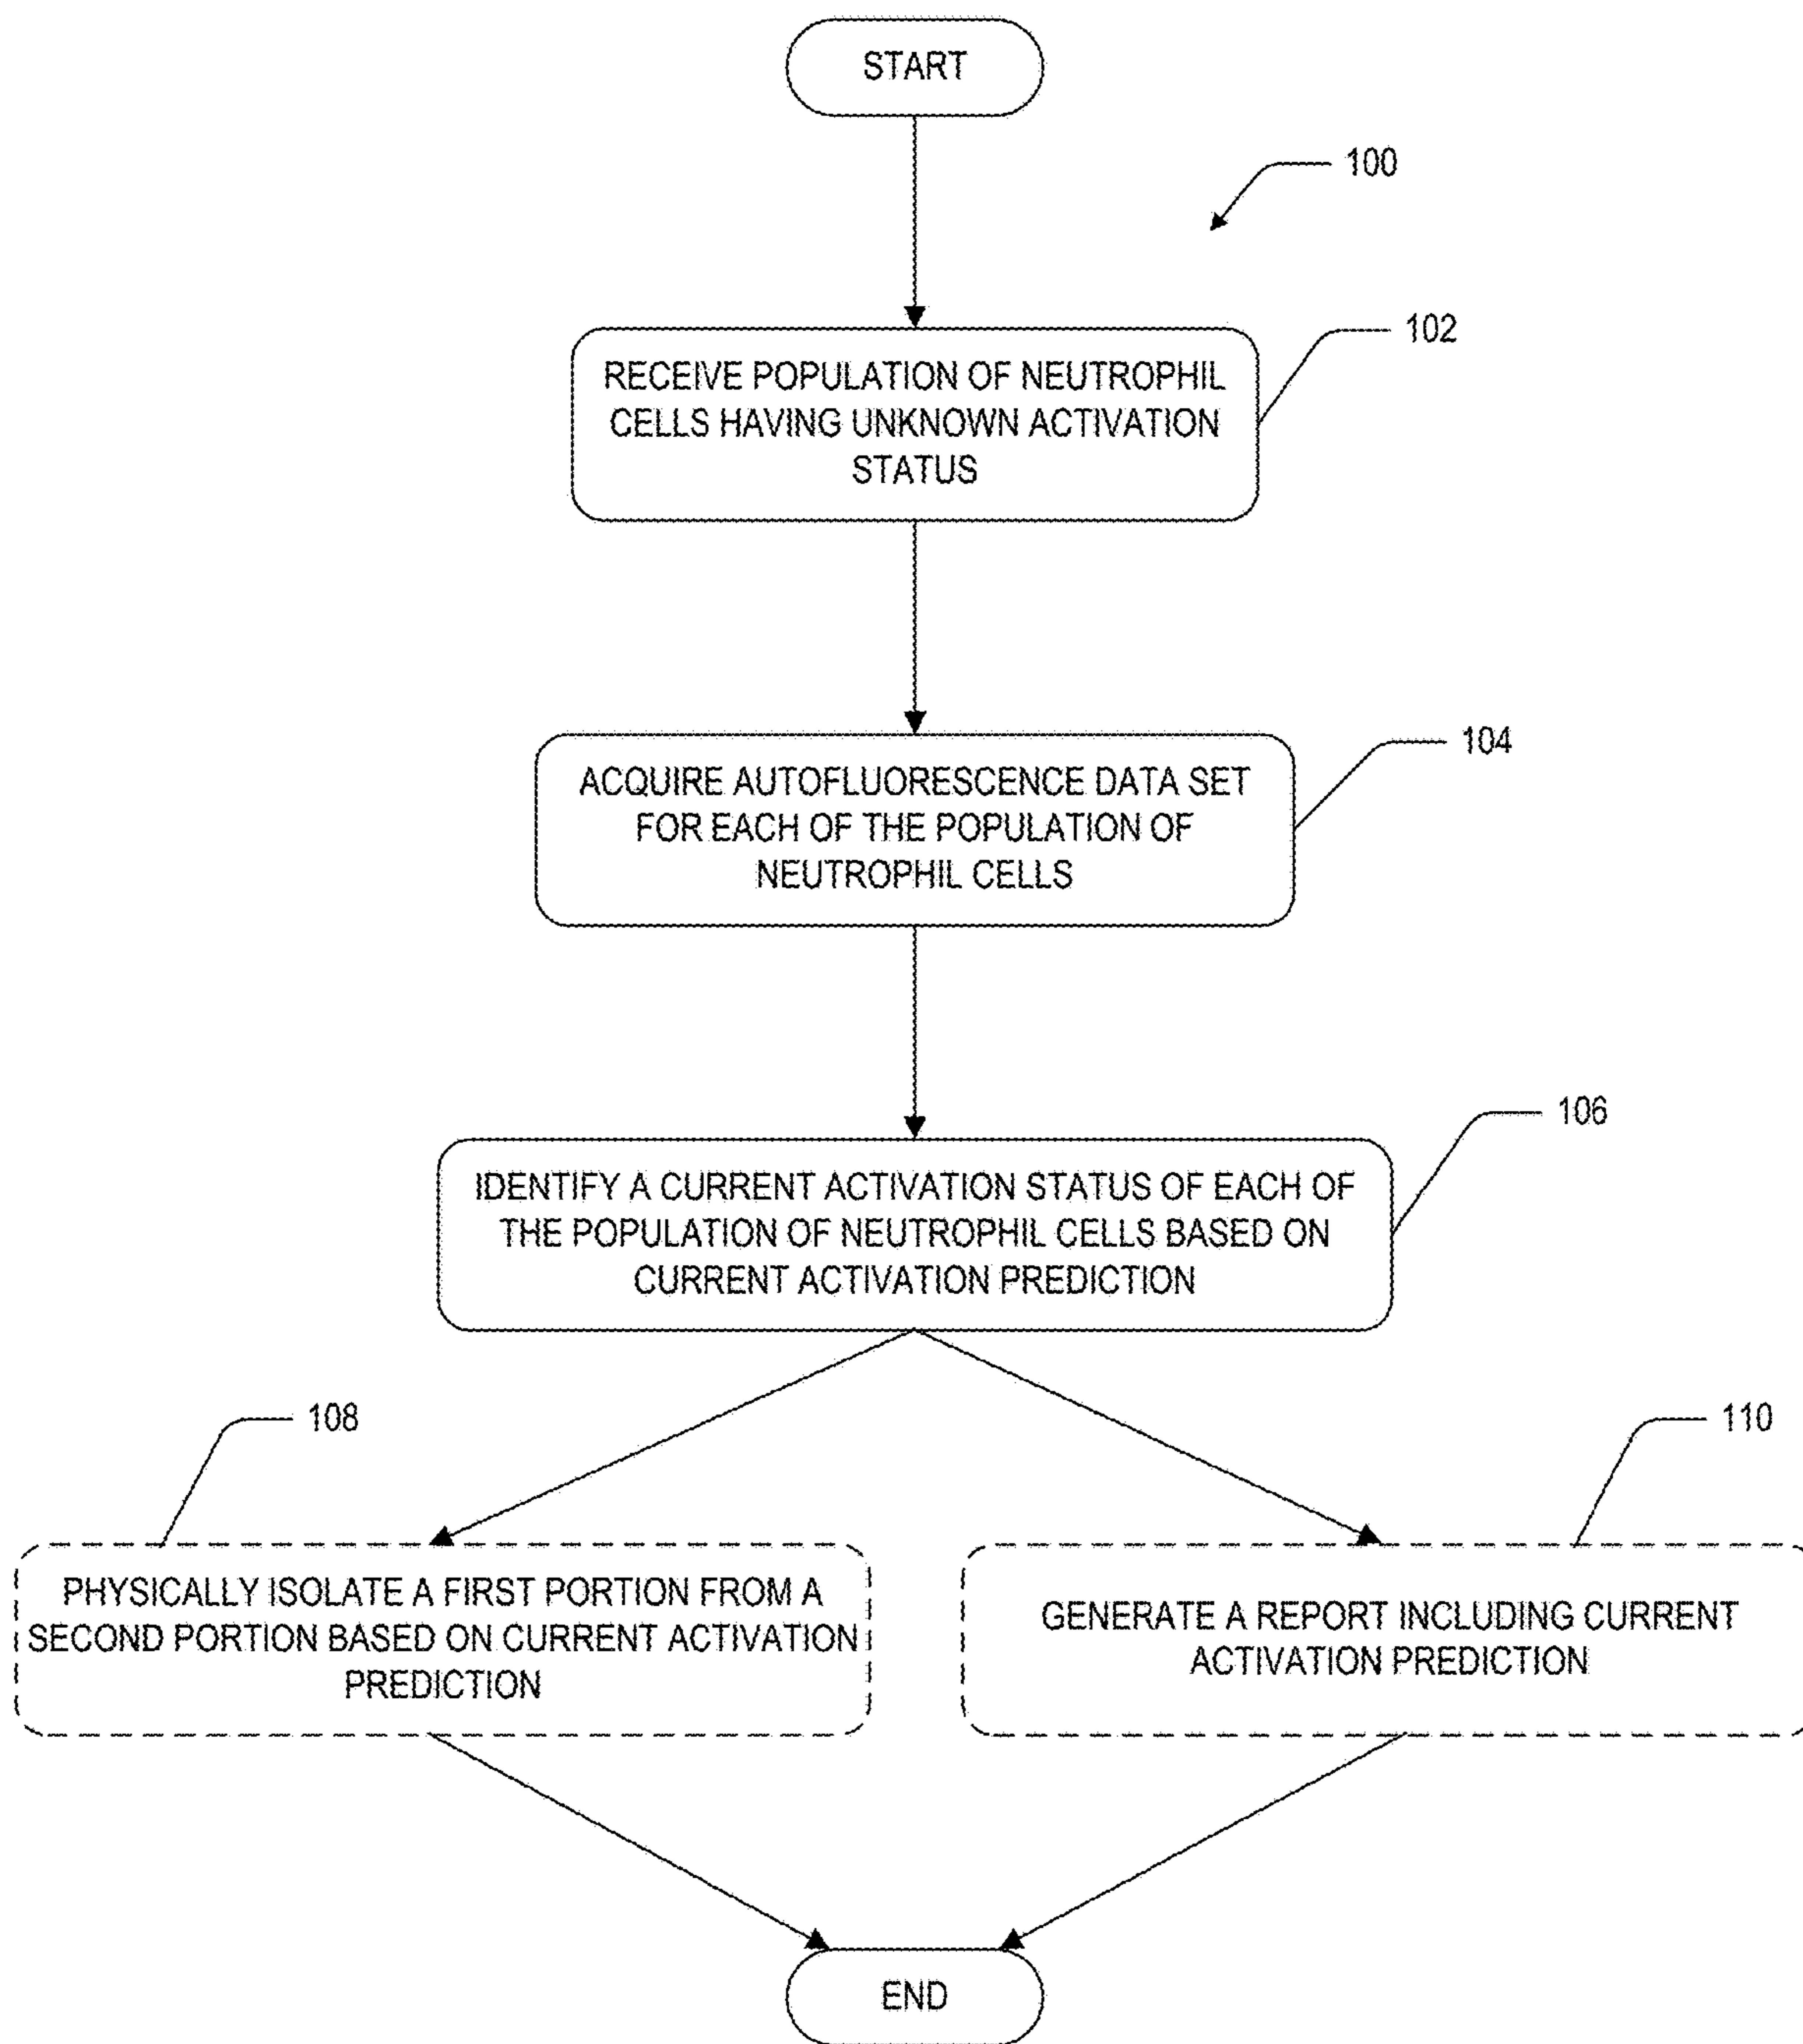 START
100
102
RECEIVE POPULATION OF NEUTROPHIL
CELLS HAVING UNKNOWN ACTIVATION
STATUS
104
ACQUIRE AUTOFLUORESCENCE DATA SET
FOR EACH OF THE POPULATION OF
NEUTROPHIL CELLS
106
IDENTIFY A CURRENT ACTIVATION STATUS OF EACH OF
THE POPULATION OF NEUTROPHIL CELLS BASED ON
CURRENT ACTIVATION PREDICTION
108
PHYSICALLY ISOLATE A FIRST PORTION FROM A
SECOND PORTION BASED ON CURRENT ACTIVATION
PREDICTION
110
GENERATE A REPORT INCLUDING CURRENT
ACTIVATION PREDICTION
END